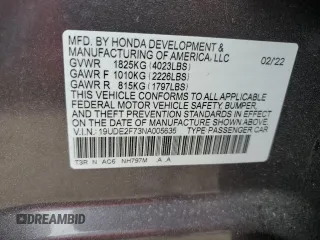 MFD. BY HONDA DEVELOPMENT &
MANUFACTURING OF AMERICA, LLC
GVWR 1825KG (4023LBS) 02/22
GAWR F 1010KG (2226LBS)
GAWR R 815KG (1797LBS)
THIS VEHICLE CONFORMS TO ALL APPLICABLE
FEDERAL MOTOR VEHICLE SAFETY, BUMPER,
AND THEFT PREVENTION STANDARDS IN EFFECT
ON THE DATE OF MANUFACTURE SHOWN ABOVE.
V.I.N.: 19UDE2F73NA005635 TYPE PASSENGER CAR
T3R N A06 NH797M A A
© DREAMBID